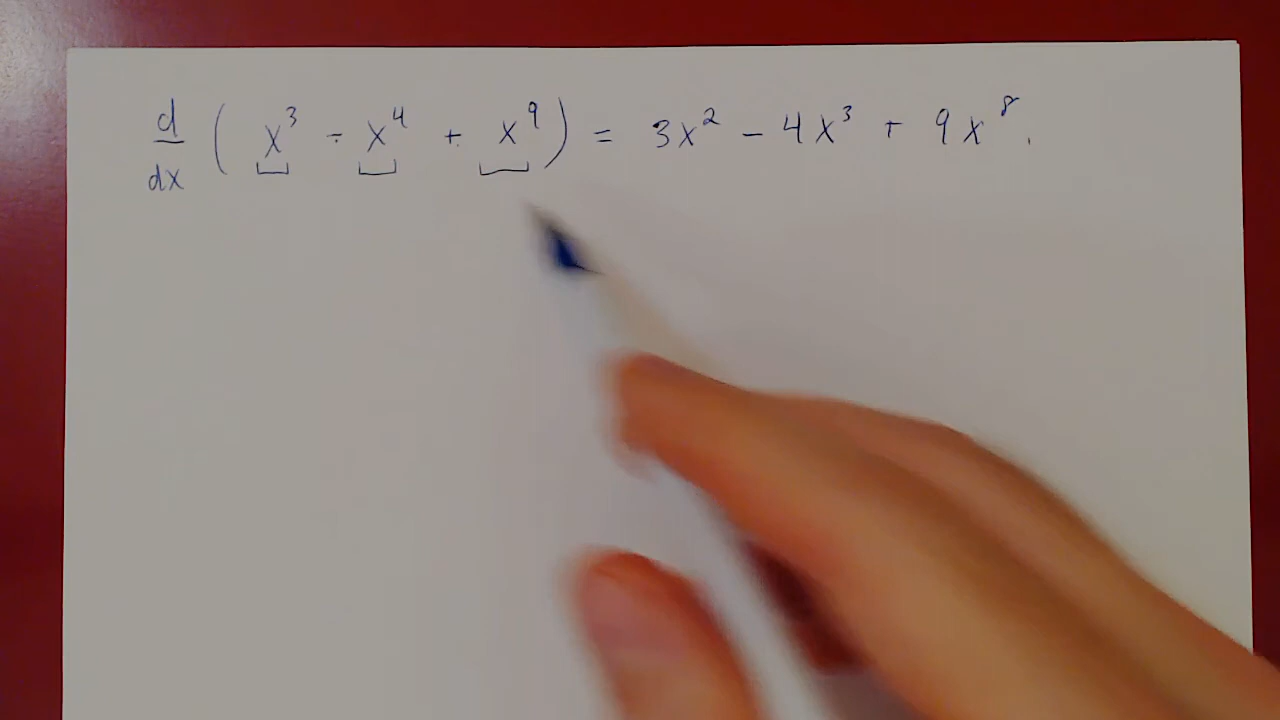 d/dx ( x³ - x⁴ + x⁹ ) = 3x² - 4x³ + 9x⁸.